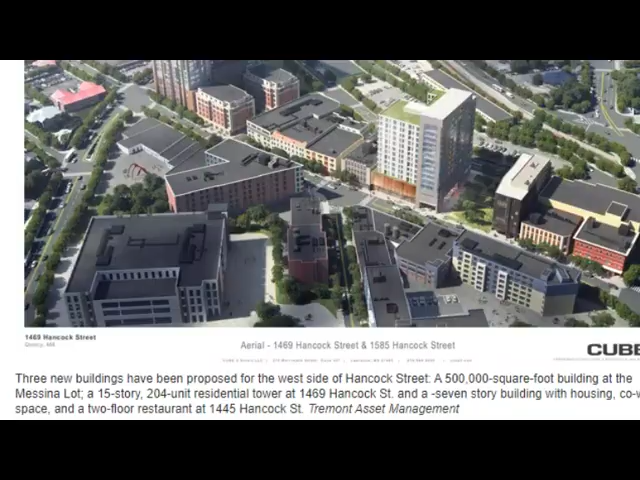 1469 Hancock Street
Quincy, MA
Aerial - 1469 Hancock Street & 1585 Hancock Street
CUBE
Three new buildings have been proposed for the west side of Hancock Street: A 500,000-square-foot building at the
Messina Lot; a 15-story, 204-unit residential tower at 1469 Hancock St. and a -seven story building with housing, co-w
space, and a two-floor restaurant at 1445 Hancock St. Tremont Asset Management